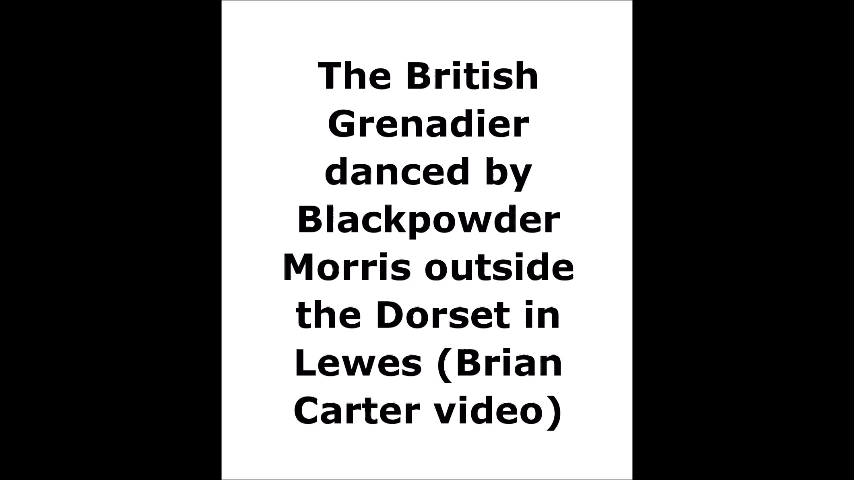 The British
Grenadier
danced by
Blackpowder
Morris outside
the Dorset in
Lewes (Brian
Carter video)